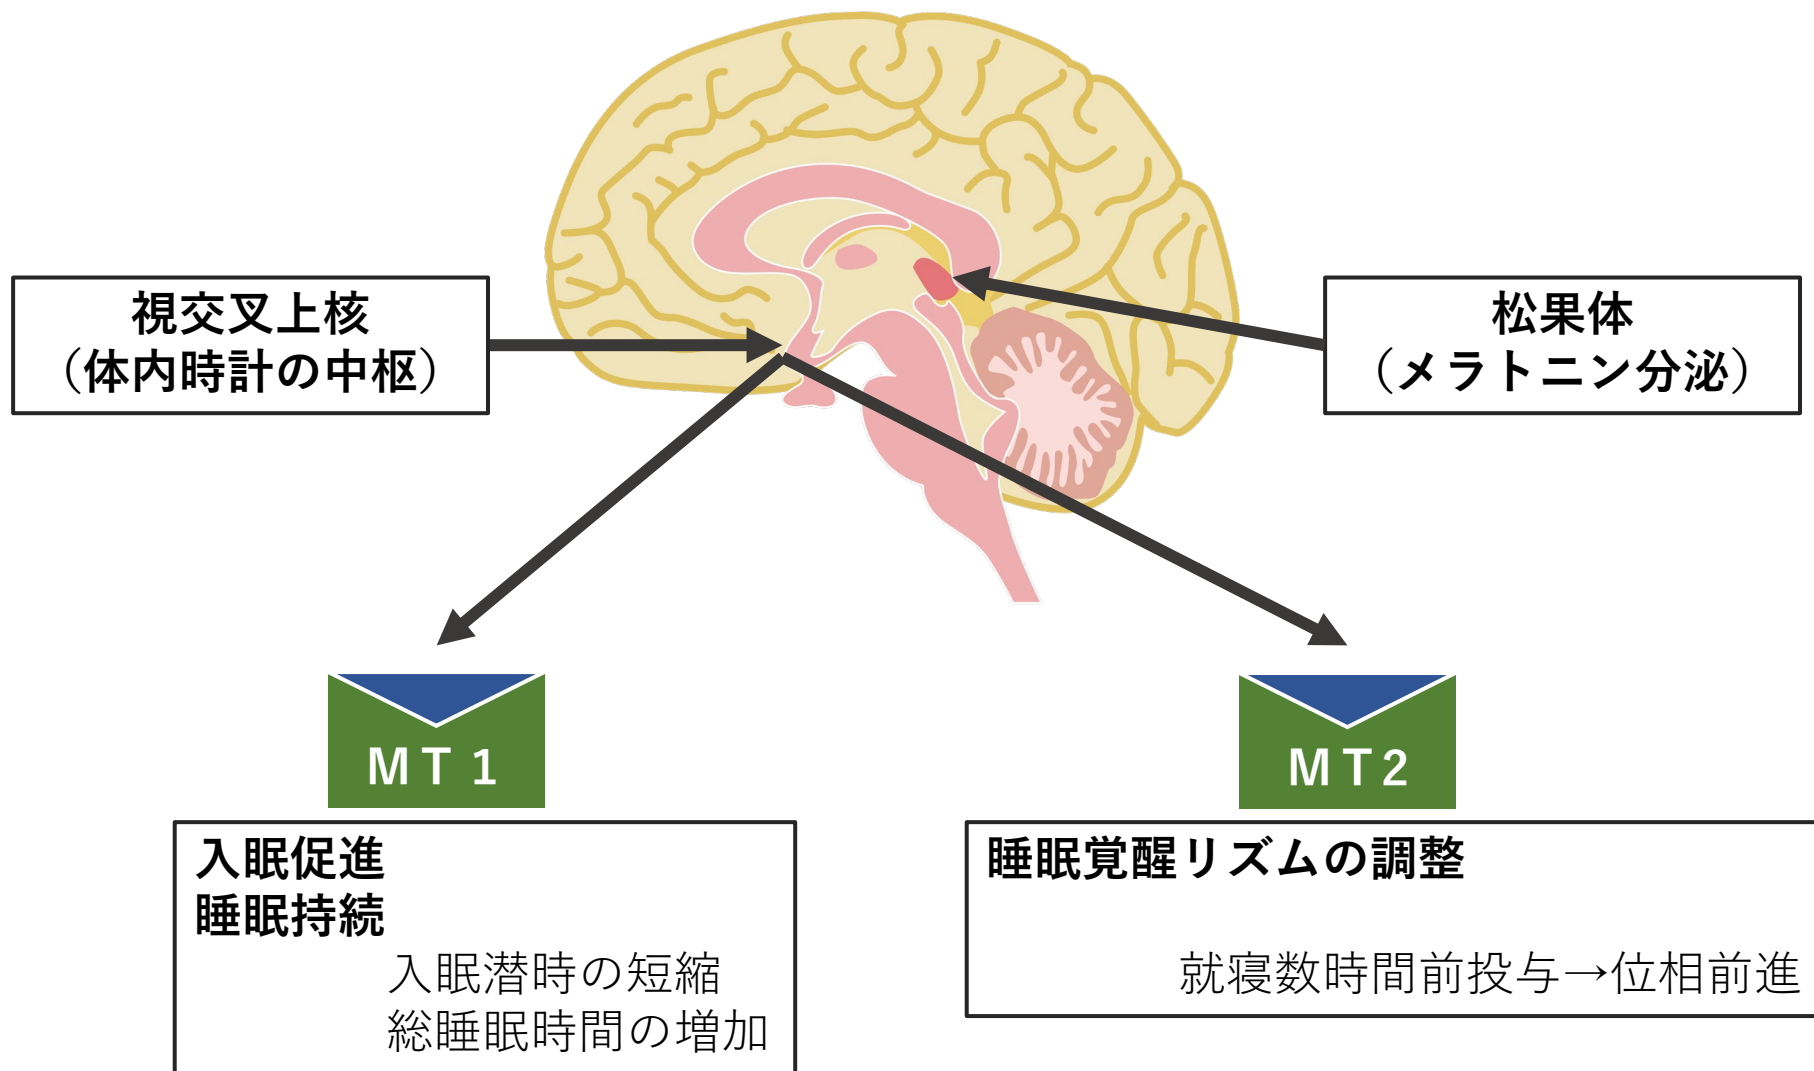 視交叉上核
（体内時計の中枢）
松果体
（メラトニン分泌）
MT1
MT2
入眠促進
睡眠持続
入眠潜時の短縮
総睡眠時間の増加
睡眠覚醒リズムの調整
就寝数時間前投与→位相前進